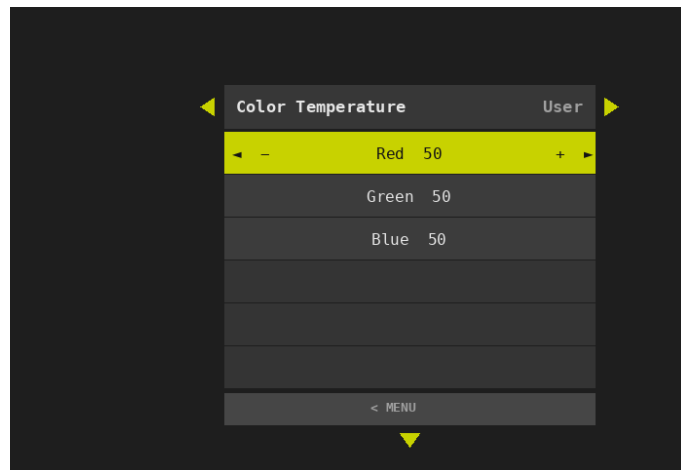 Color Temperature User
◄ – Red 50 + ►
Green 50
Blue 50
< MENU